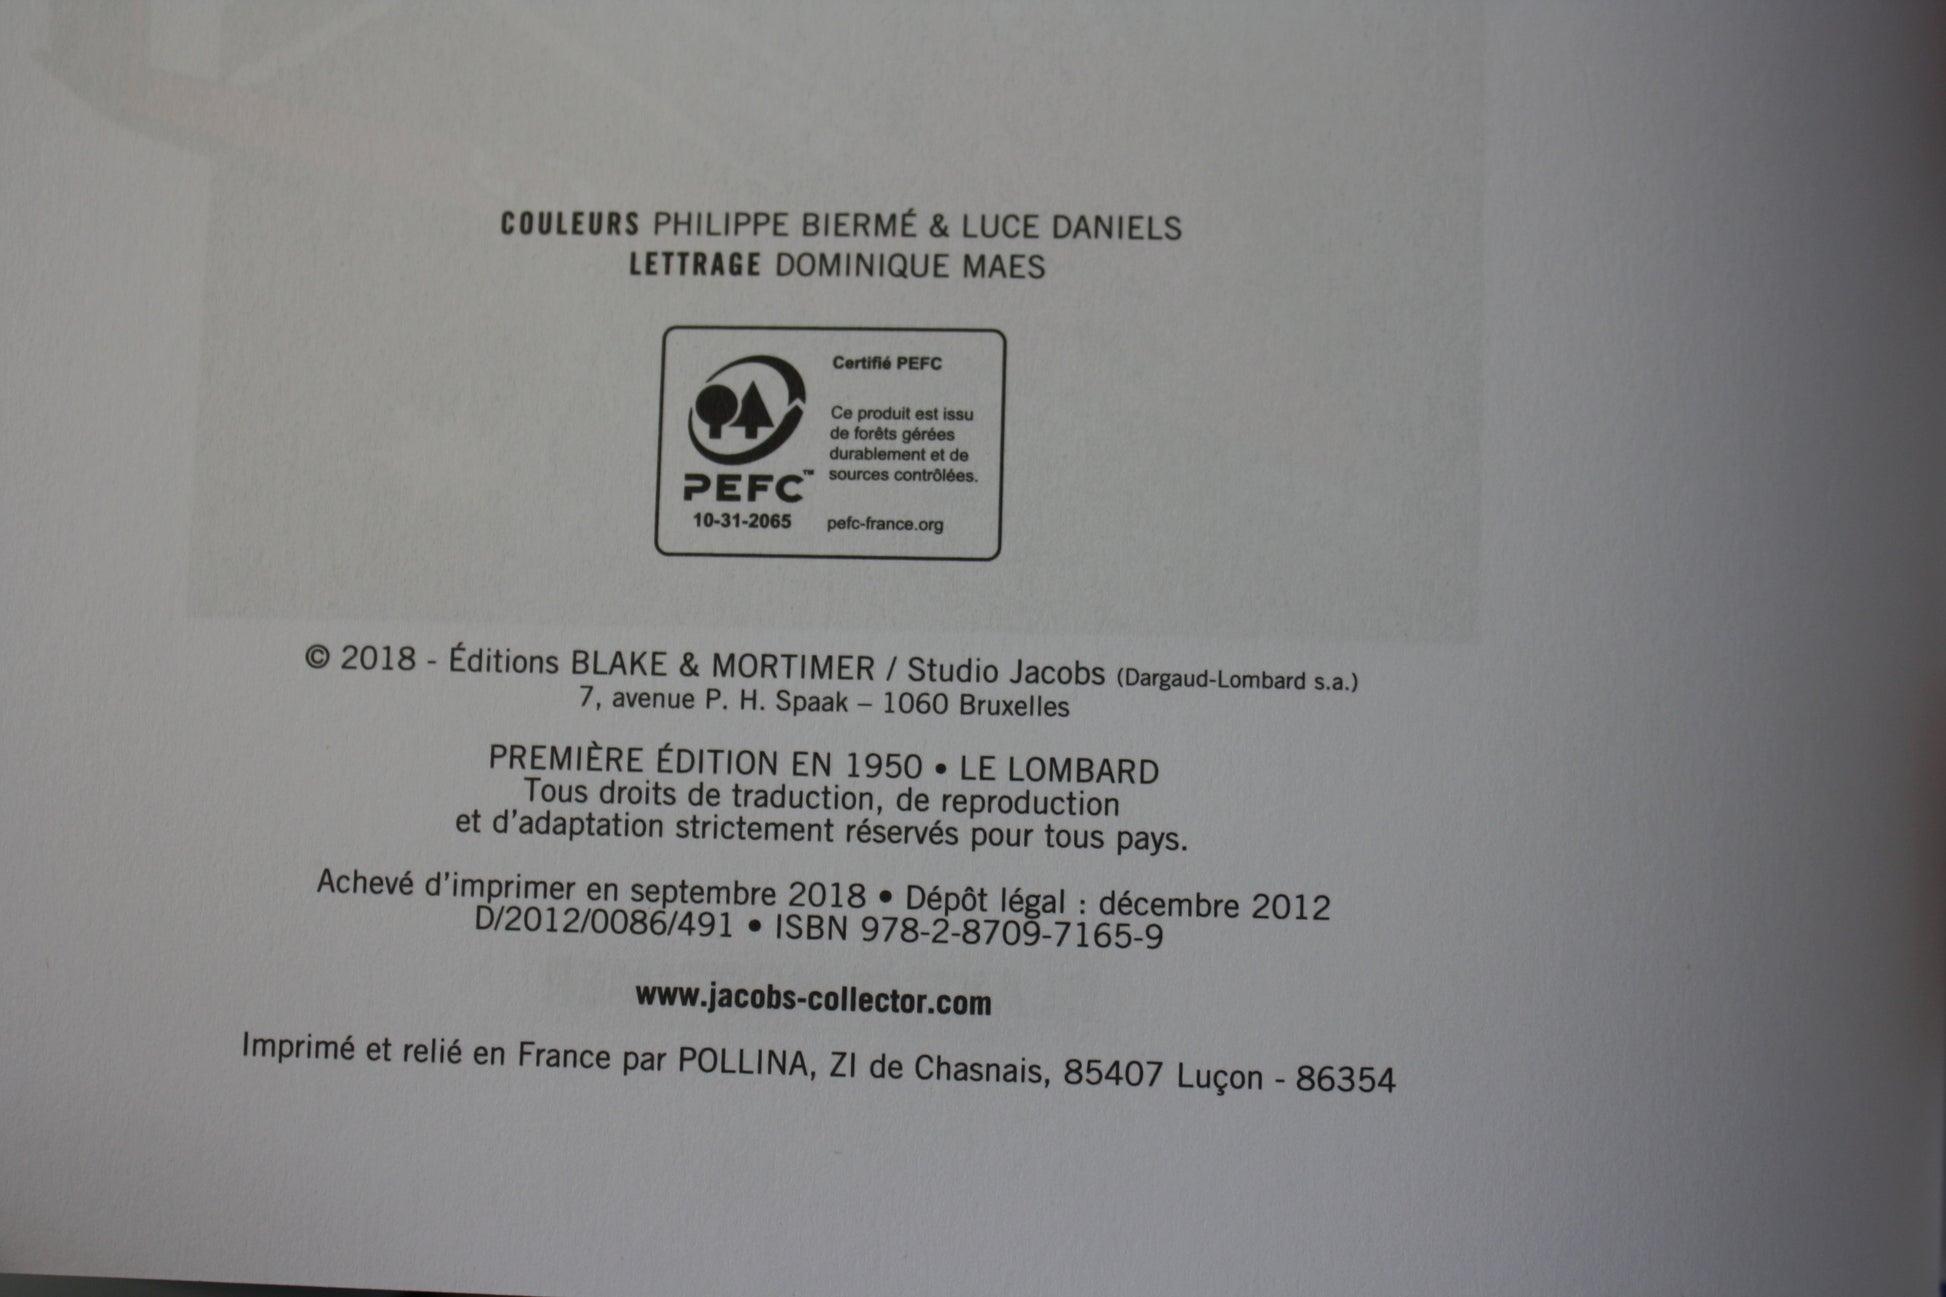 COULEURS PHILIPPE BIERMÉ & LUCE DANIELS
LETTRAGE DOMINIQUE MAES
PEFC™
10-31-2065
Certifié PEFC
Ce produit est issu
de forêts gérées
durablement et de
sources contrôlées.
pefc-france.org
© 2018 - Éditions BLAKE & MORTIMER / Studio Jacobs (Dargaud-Lombard s.a.)
7, avenue P. H. Spaak – 1060 Bruxelles
PREMIÈRE ÉDITION EN 1950 • LE LOMBARD
Tous droits de traduction, de reproduction
et d'adaptation strictement réservés pour tous pays.
Achevé d'imprimer en septembre 2018 • Dépôt légal : décembre 2012
D/2012/0086/491 • ISBN 978-2-8709-7165-9
www.jacobs-collector.com
Imprimé et relié en France par POLLINA, ZI de Chasnais, 85407 Luçon - 86354